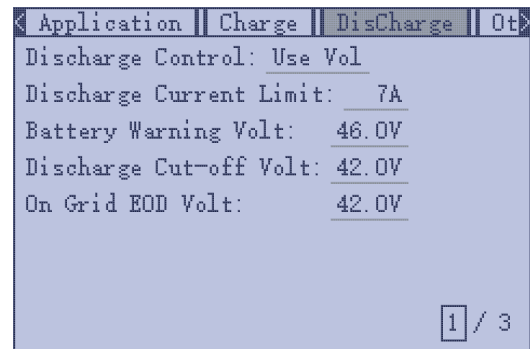 Application Charge DisCharge Ot
Discharge Control: Use Vol
Discharge Current Limit: 7A
Battery Warning Volt: 46.0V
Discharge Cut-off Volt: 42.0V
On Grid EOD Volt: 42.0V
1 / 3